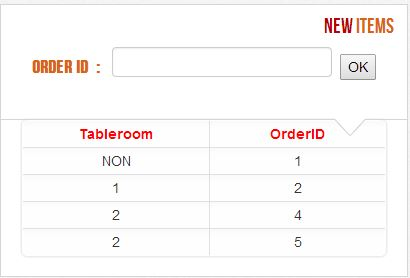 NEW ITEMS
ORDER ID :
OK
Tableroom OrderID
NON 1
1 2
2 4
2 5